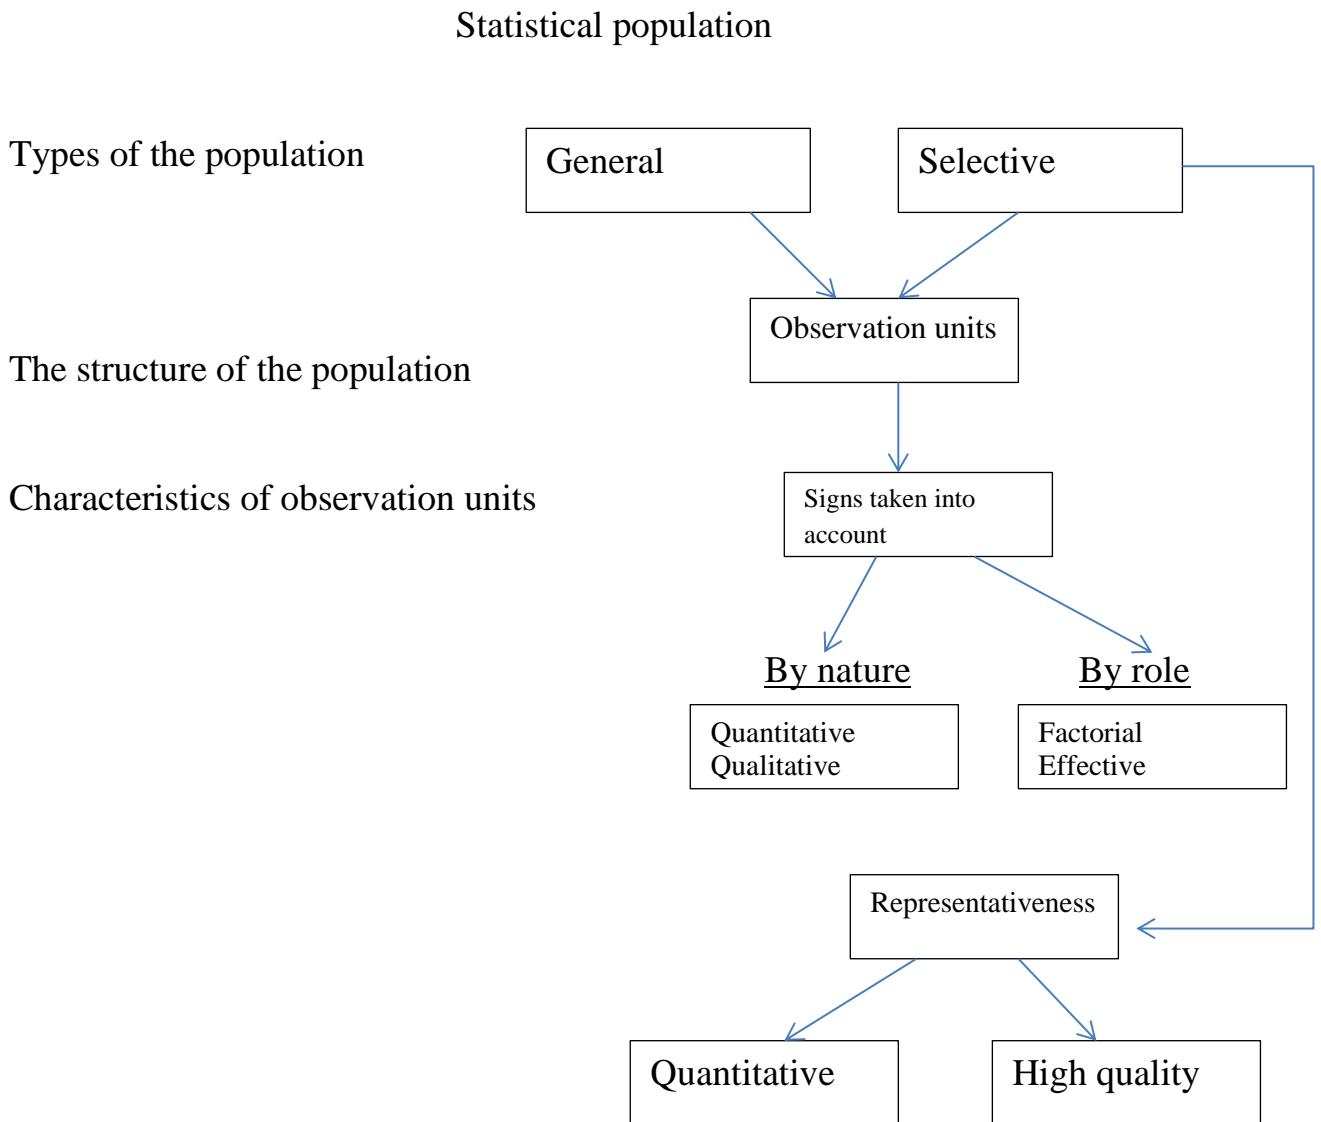 Statistical population
Types of the population
General
Selective
Observation units
The structure of the population
Characteristics of observation units
Signs taken into
account
By nature
By role
Quantitative
Qualitative
Factorial
Effective
Representativeness
Quantitative
High quality